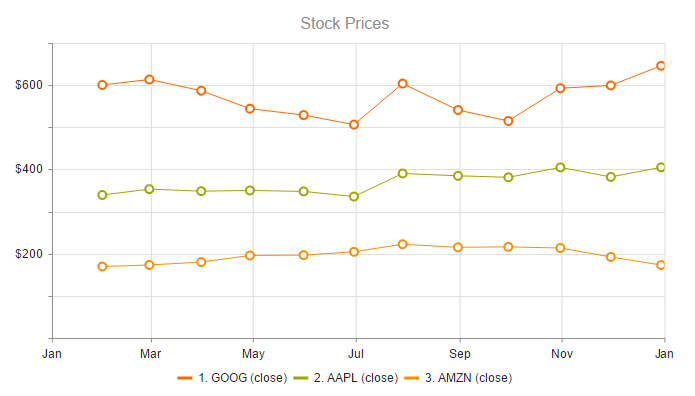 Stock Prices
$600
$400
$200
Jan Mar May Jul Sep Nov Jan
1. GOOG (close) 2. AAPL (close) 3. AMZN (close)